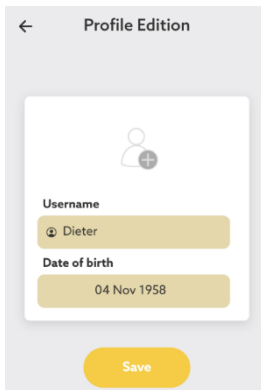 Profile Edition
Username
Dieter
Date of birth
04 Nov 1958
Save